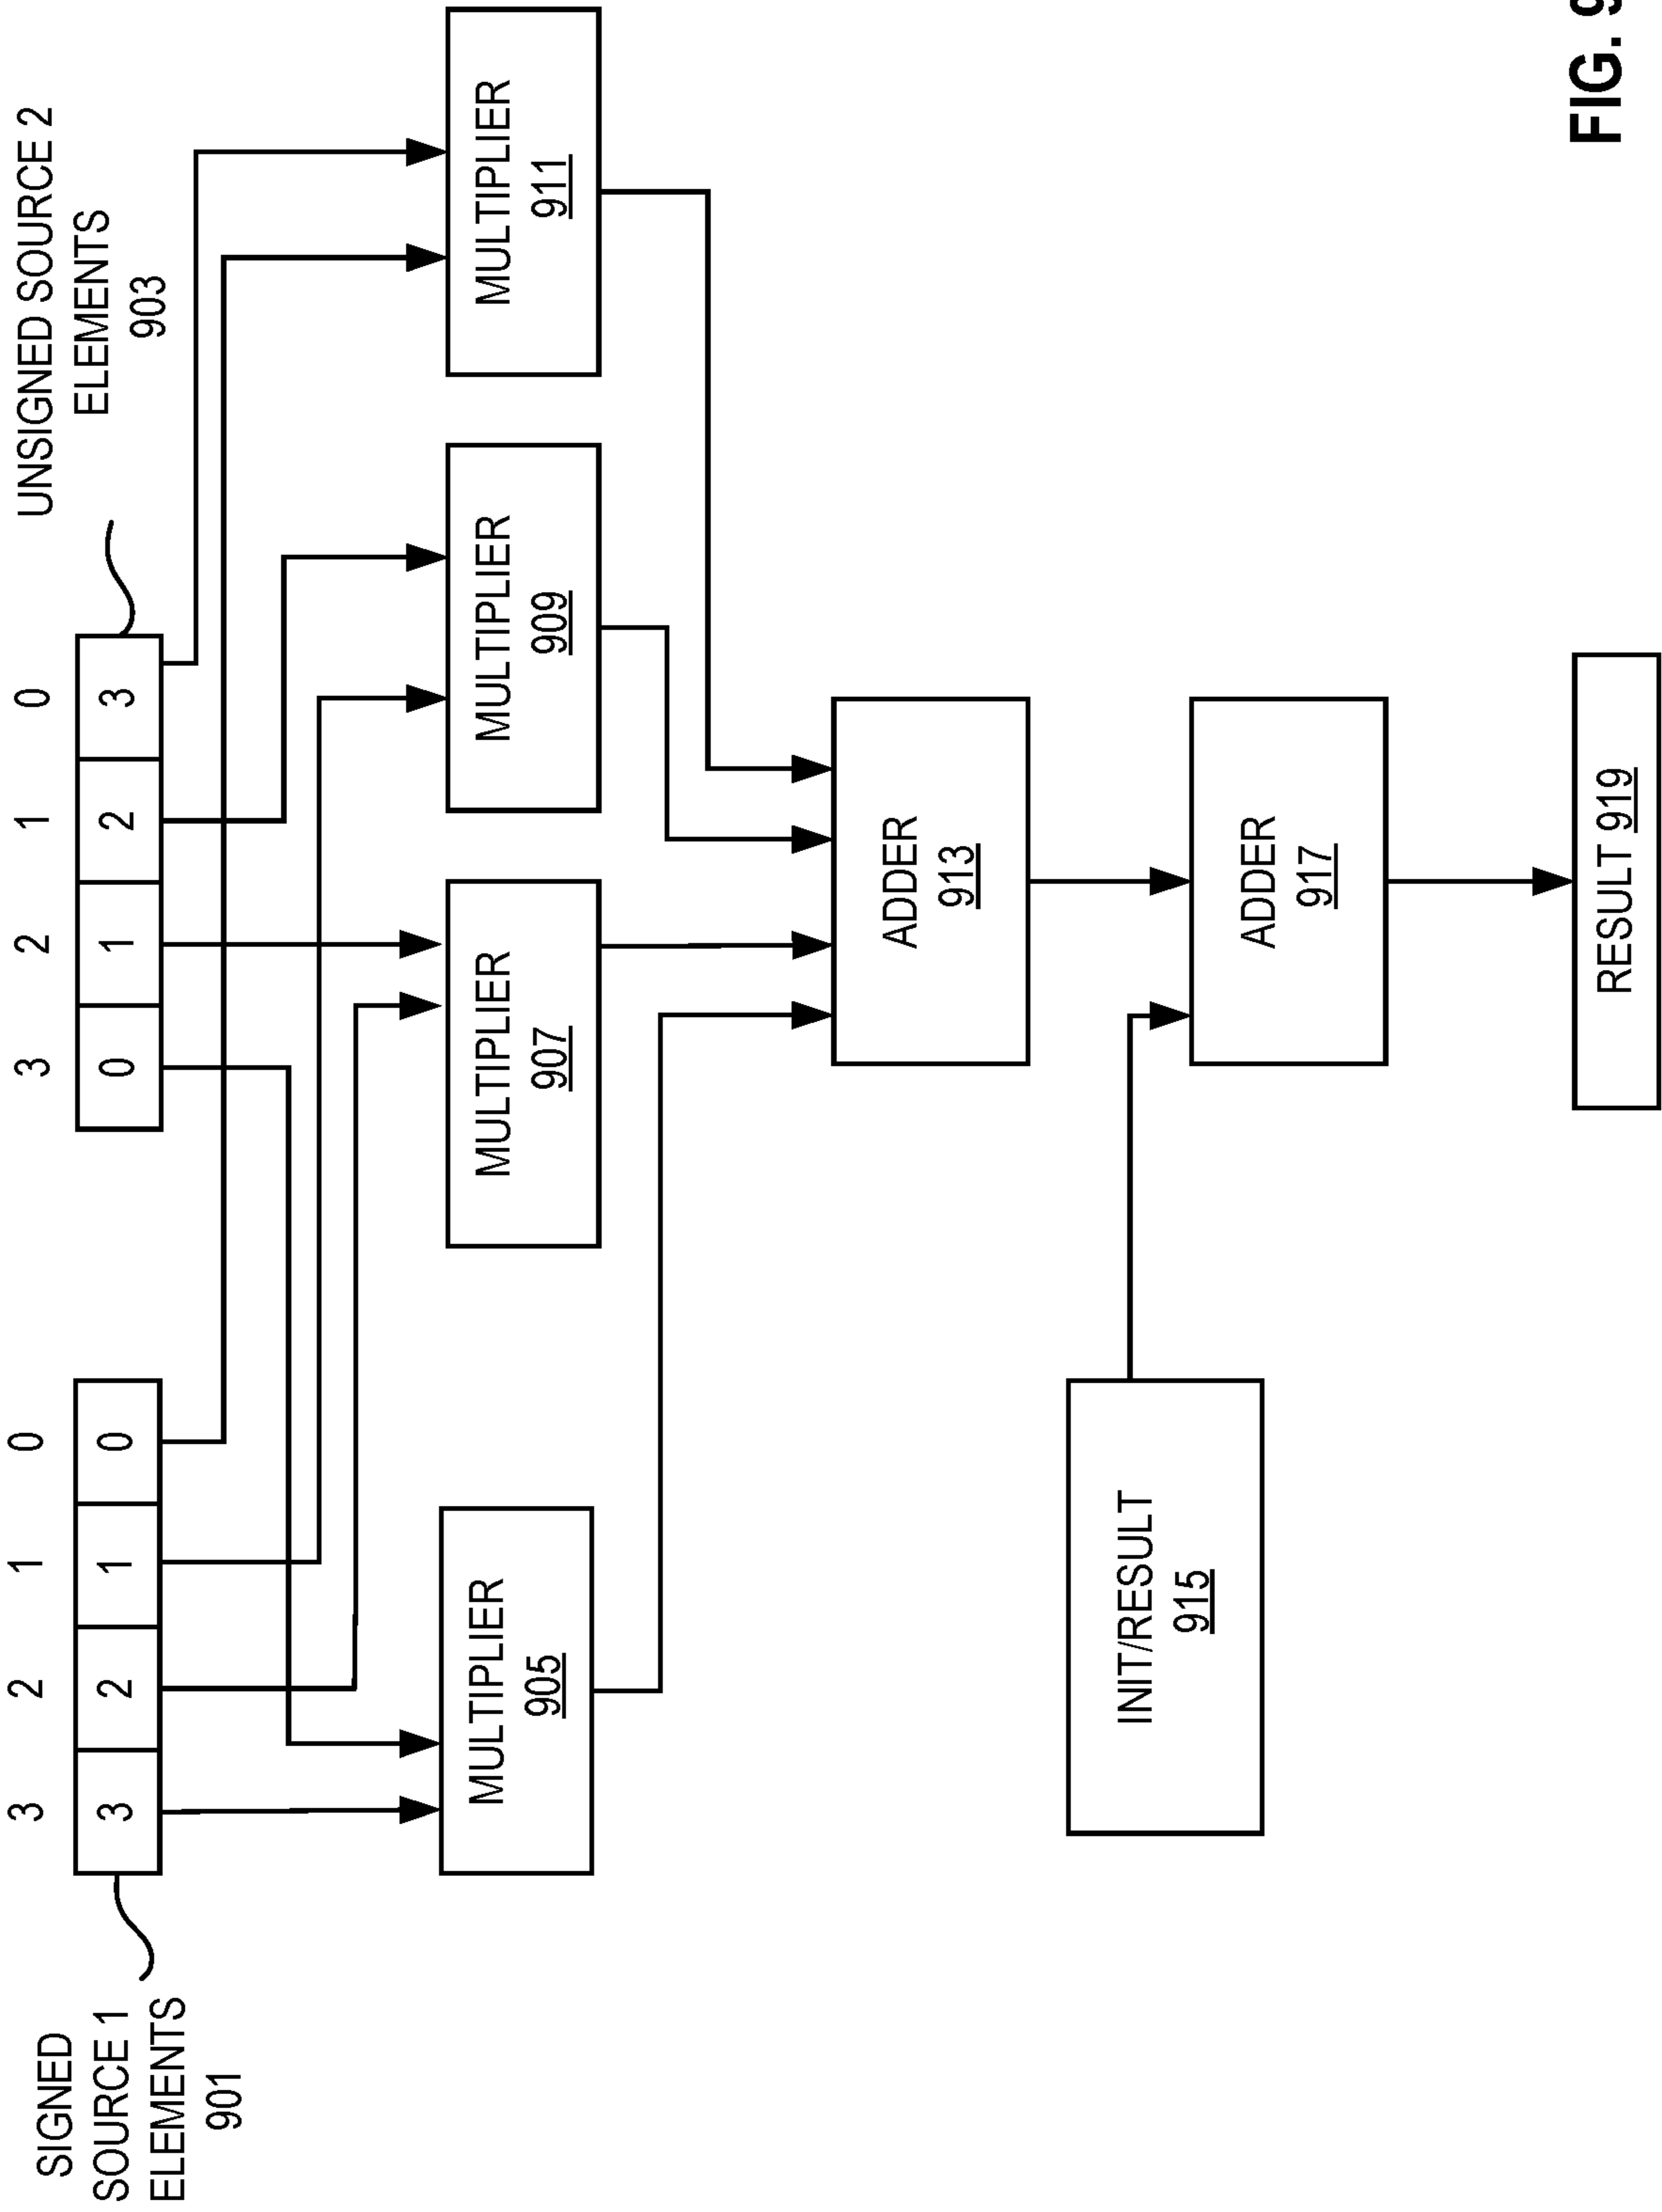 3 2 1 0
3 2 1 0
SIGNED
SOURCE 1
ELEMENTS
901
3 2 1 0
0 1 2 3
UNSIGNED SOURCE 2
ELEMENTS
903
MULTIPLIER
905
MULTIPLIER
907
MULTIPLIER
909
MULTIPLIER
911
ADDER
913
INIT/RESULT
915
ADDER
917
RESULT 919
FIG. 9